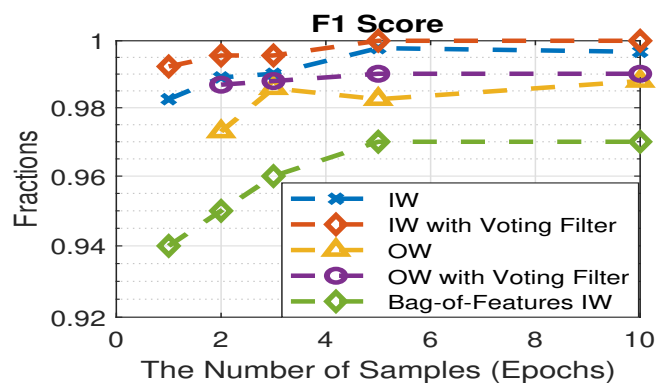 F1 Score
1
0.98
0.96
0.94
0.92
Fractions
IW
IW with Voting Filter
OW
OW with Voting Filter
Bag-of-Features IW
0 2 4 6 8 10
The Number of Samples (Epochs)